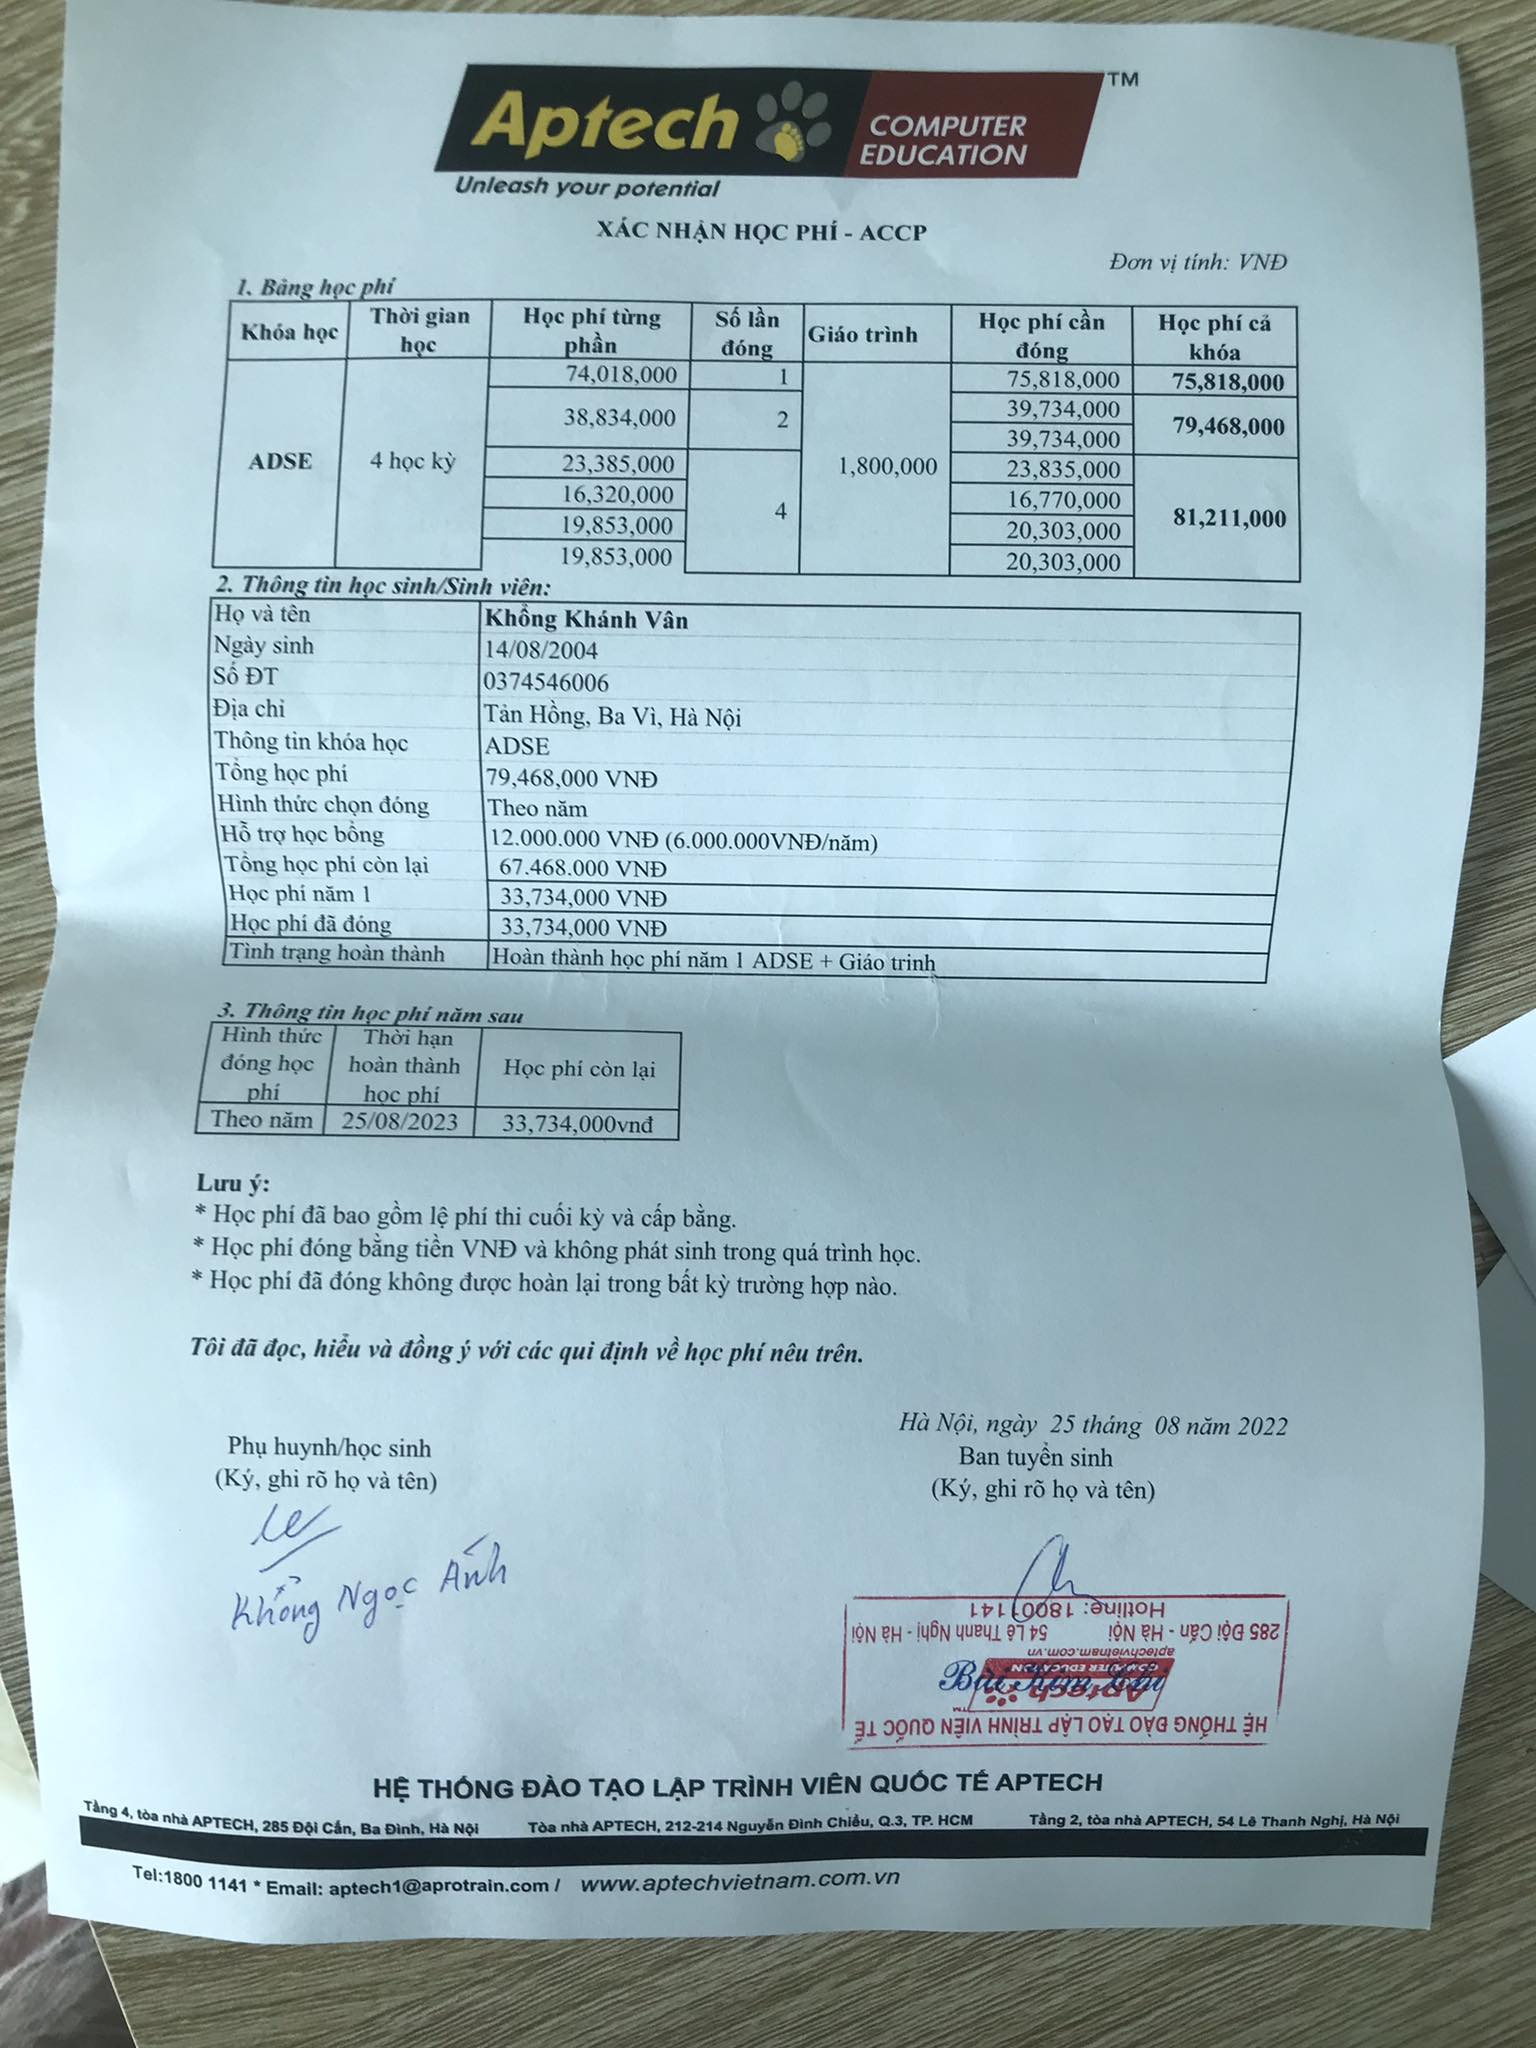 Aptech COMPUTER EDUCATION TM
Unleash your potential
XÁC NHẬN HỌC PHÍ - ACCP
Đơn vị tính: VNĐ
1. Bảng học phí
Khóa học Thời gian học Học phí từng phần Số lần đóng Giáo trình Học phí cần đóng Học phí cả khóa
74,018,000 1 75,818,000 75,818,000
38,834,000 2 39,734,000 79,468,000
39,734,000
ADSE 4 học kỳ 23,385,000 4 1,800,000 23,835,000 81,211,000
16,320,000 16,770,000
19,853,000 20,303,000
19,853,000 20,303,000
2. Thông tin học sinh/Sinh viên:
Họ và tên Khổng Khánh Vân
Ngày sinh 14/08/2004
Số ĐT 0374546006
Địa chỉ Tản Hồng, Ba Vì, Hà Nội
Thông tin khóa học ADSE
Tổng học phí 79,468,000 VNĐ
Hình thức chọn đóng Theo năm
Hỗ trợ học bổng 12.000.000 VNĐ (6.000.000VNĐ/năm)
Tổng học phí còn lại 67.468.000 VNĐ
Học phí năm 1 33,734,000 VNĐ
Học phí đã đóng 33,734,000 VNĐ
Tình trạng hoàn thành Hoàn thành học phí năm 1 ADSE + Giáo trình
3. Thông tin học phí năm sau
Hình thức đóng học phí Thời hạn hoàn thành học phí Học phí còn lại
Theo năm 25/08/2023 33,734,000vnđ
Lưu ý:
* Học phí đã bao gồm lệ phí thi cuối kỳ và cấp bằng.
* Học phí đóng bằng tiền VNĐ và không phát sinh trong quá trình học.
* Học phí đã đóng không được hoàn lại trong bất kỳ trường hợp nào.
Tôi đã đọc, hiểu và đồng ý với các qui định về học phí nêu trên.
Hà Nội, ngày 25 tháng 08 năm 2022
Phụ huynh/học sinh Ban tuyển sinh
(Ký, ghi rõ họ và tên) (Ký, ghi rõ họ và tên)
Khổng Ngọc Ánh
HỆ THỐNG ĐÀO TẠO LẬP TRÌNH VIÊN QUỐC TẾ
Aptech
COMPUTER EDUCATION
aptechvietnam.com.vn
285 Đội Cấn - Hà Nội 54 Lê Thanh Nghị - Hà Nội
Hotline: 18001141
Bùi Kim Chi
HỆ THỐNG ĐÀO TẠO LẬP TRÌNH VIÊN QUỐC TẾ APTECH
Tầng 4, tòa nhà APTECH, 285 Đội Cấn, Ba Đình, Hà Nội Tòa nhà APTECH, 212-214 Nguyễn Đình Chiểu, Q.3, TP. HCM Tầng 2, tòa nhà APTECH, 54 Lê Thanh Nghị, Hà Nội
Tel:1800 1141 * Email: aptech1@aprotrain.com / www.aptechvietnam.com.vn